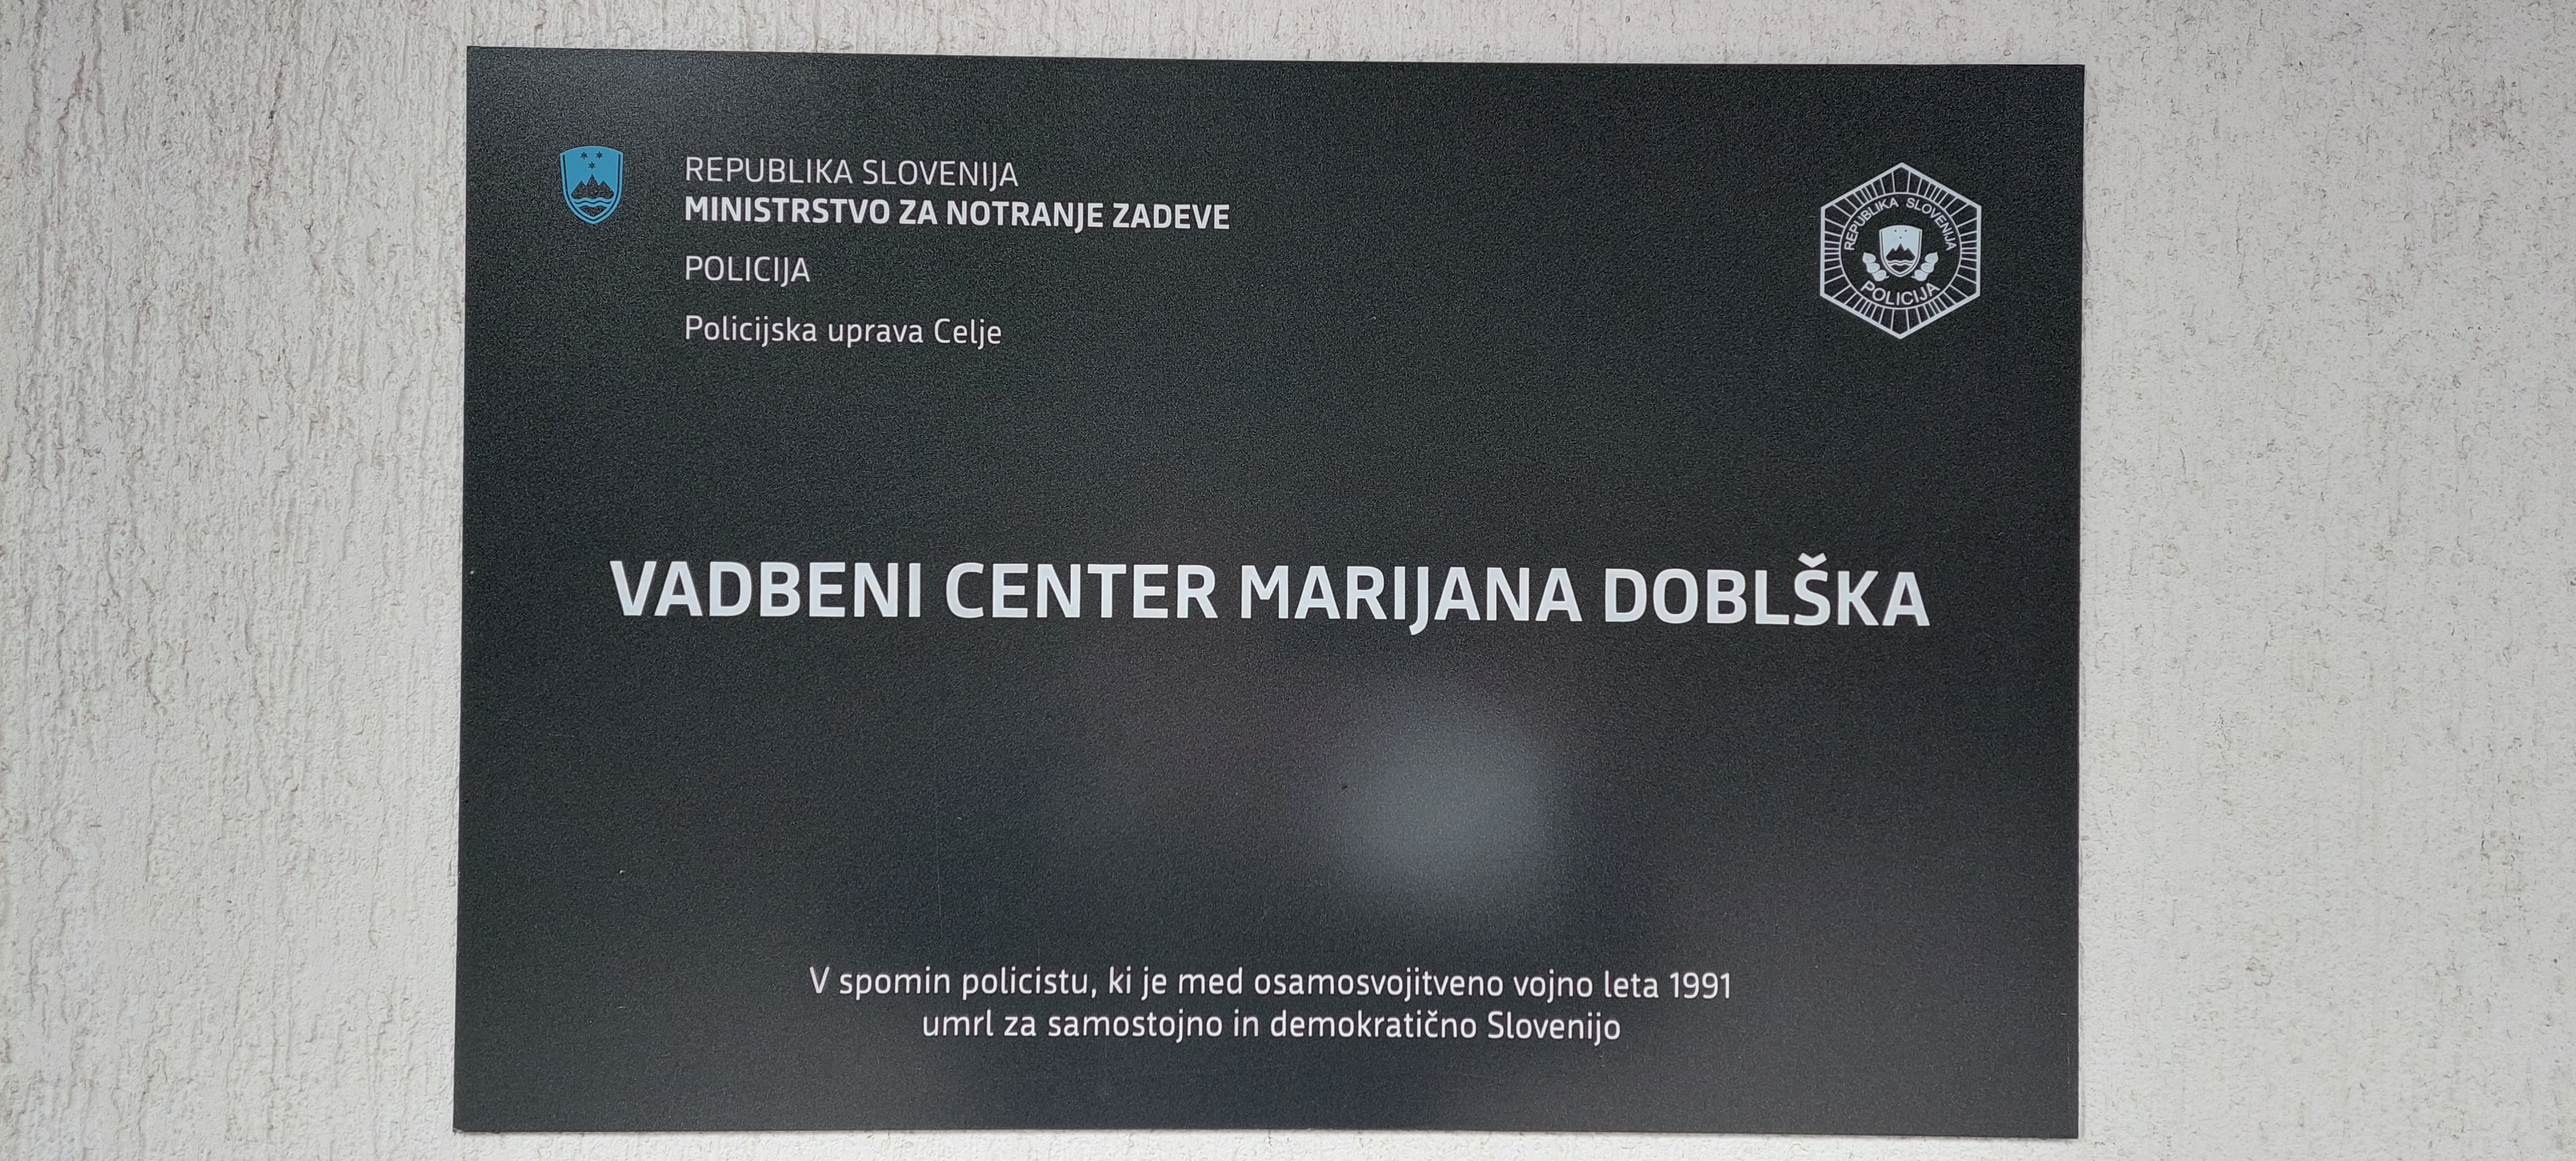 REPUBLIKA SLOVENIJA
MINISTRSTVO ZA NOTRANJE ZADEVE
POLICIJA
Policijska uprava Celje
REPUBLIKA SLOVENIJA
POLICIJA
VADBENI CENTER MARIJANA DOBLŠKA
V spomin policistu, ki je med osamosvojitveno vojno leta 1991
umrl za samostojno in demokratično Slovenijo